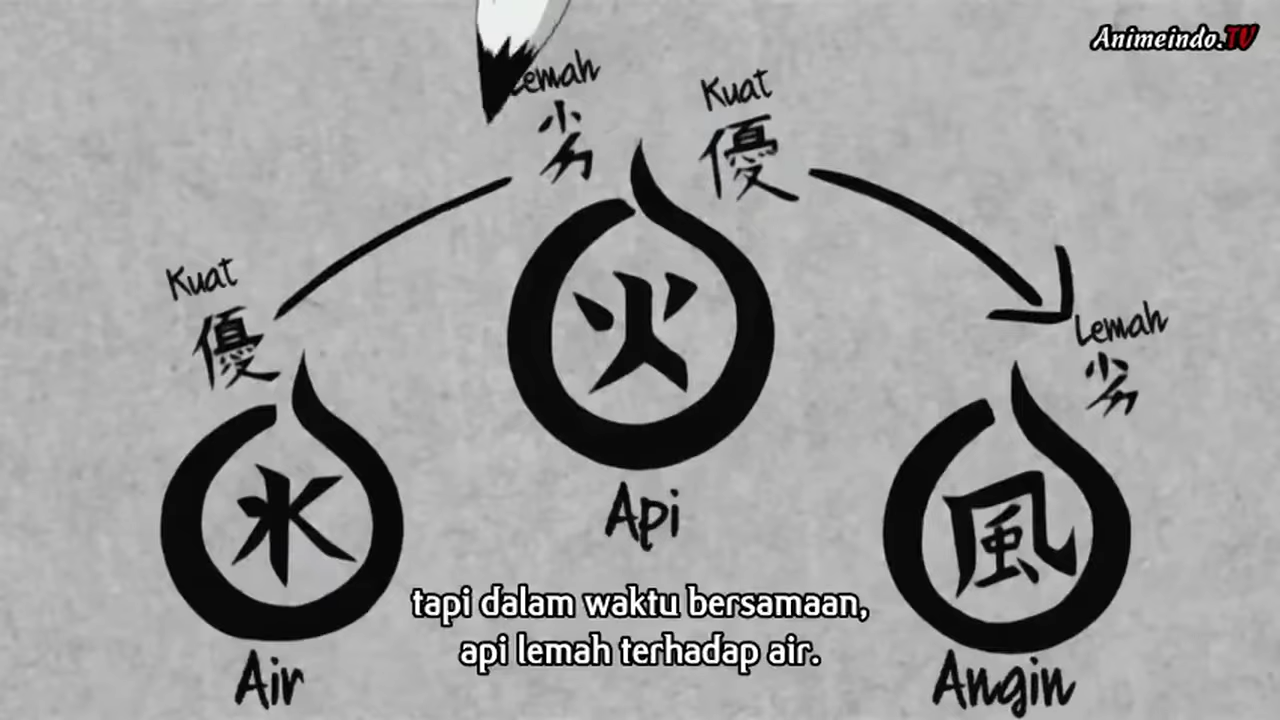 Animeindo.TV
Lemah
劣
Kuat
優
Kuat
優
Lemah
劣
火
Api
水
Air
風
Angin
tapi dalam waktu bersamaan,
api lemah terhadap air.